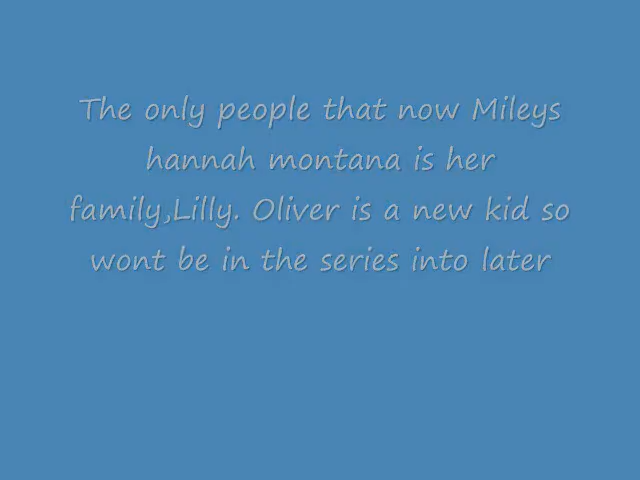 The only people that now Mileys
hannah montana is her
family,Lilly. Oliver is a new kid so
wont be in the series into later